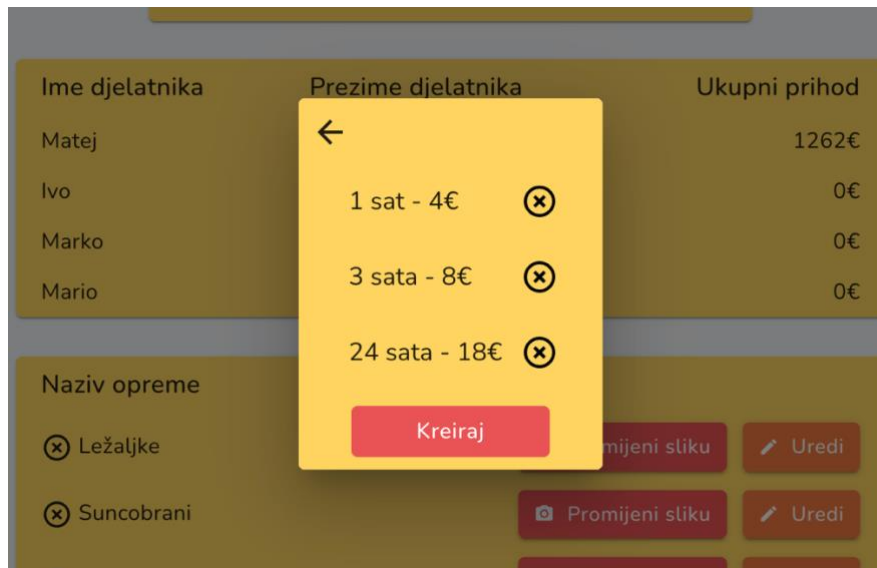 Ime djelatnika Prezime djelatnika Ukupni prihod
Matej 1262€
Ivo 0€
Marko 0€
Mario 0€
1 sat - 4€
3 sata - 8€
24 sata - 18€
Kreiraj
Naziv opreme
Ležaljke mijeni sliku Uredi
Suncobrani Promijeni sliku Uredi